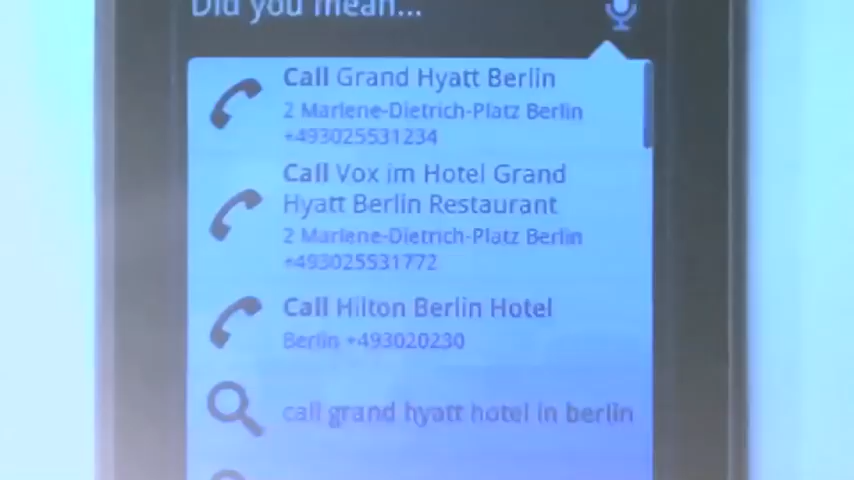 Did you mean...
Call Grand Hyatt Berlin
2 Marlene-Dietrich-Platz Berlin
+493025531234
Call Vox im Hotel Grand
Hyatt Berlin Restaurant
2 Marlene-Dietrich-Platz Berlin
+493025531772
Call Hilton Berlin Hotel
Berlin +493020230
call grand hyatt hotel in berlin